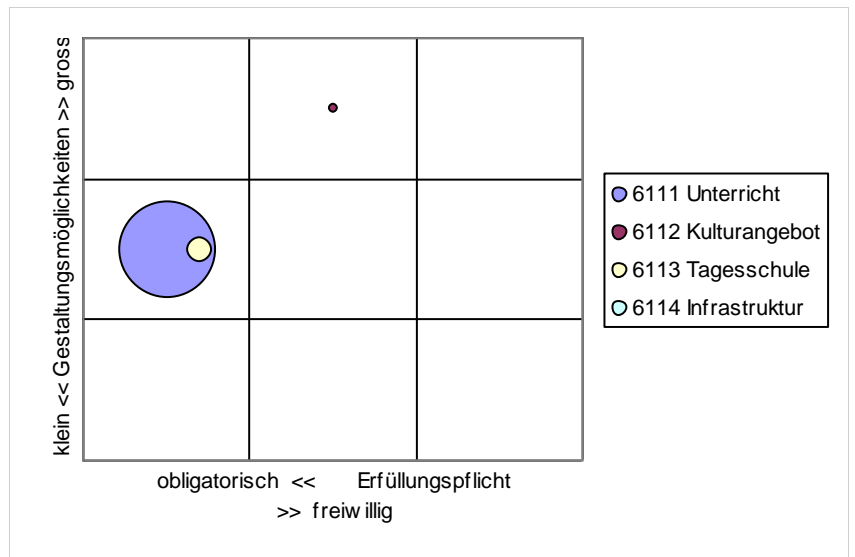 klein << Gestaltungsmöglichkeiten >> gross
6111 Unterricht
6112 Kulturangebot
6113 Tagesschule
6114 Infrastruktur
obligatorisch << Erfüllungspflicht
>> freiwillig